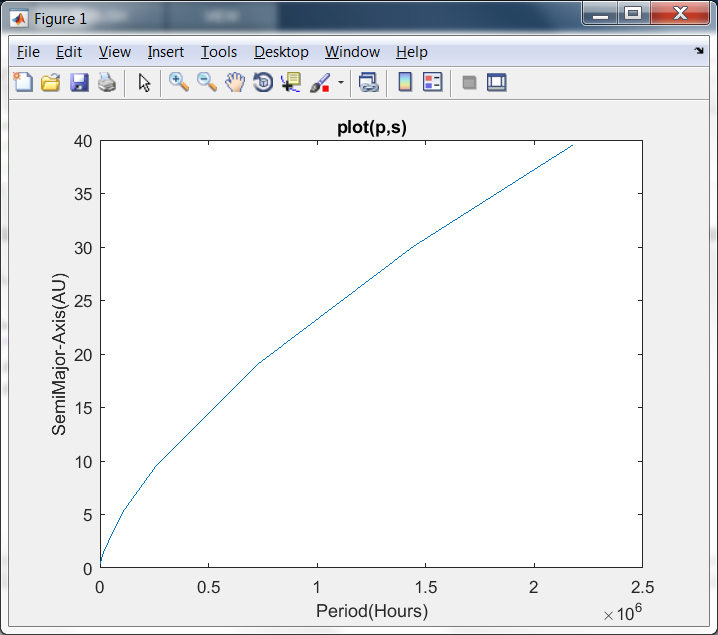 Figure 1
File Edit View Insert Tools Desktop Window Help
plot(p,s)
40
35
30
25
20
15
10
5
0
SemiMajor-Axis(AU)
0 0.5 1 1.5 2 2.5
Period(Hours)
×10^6